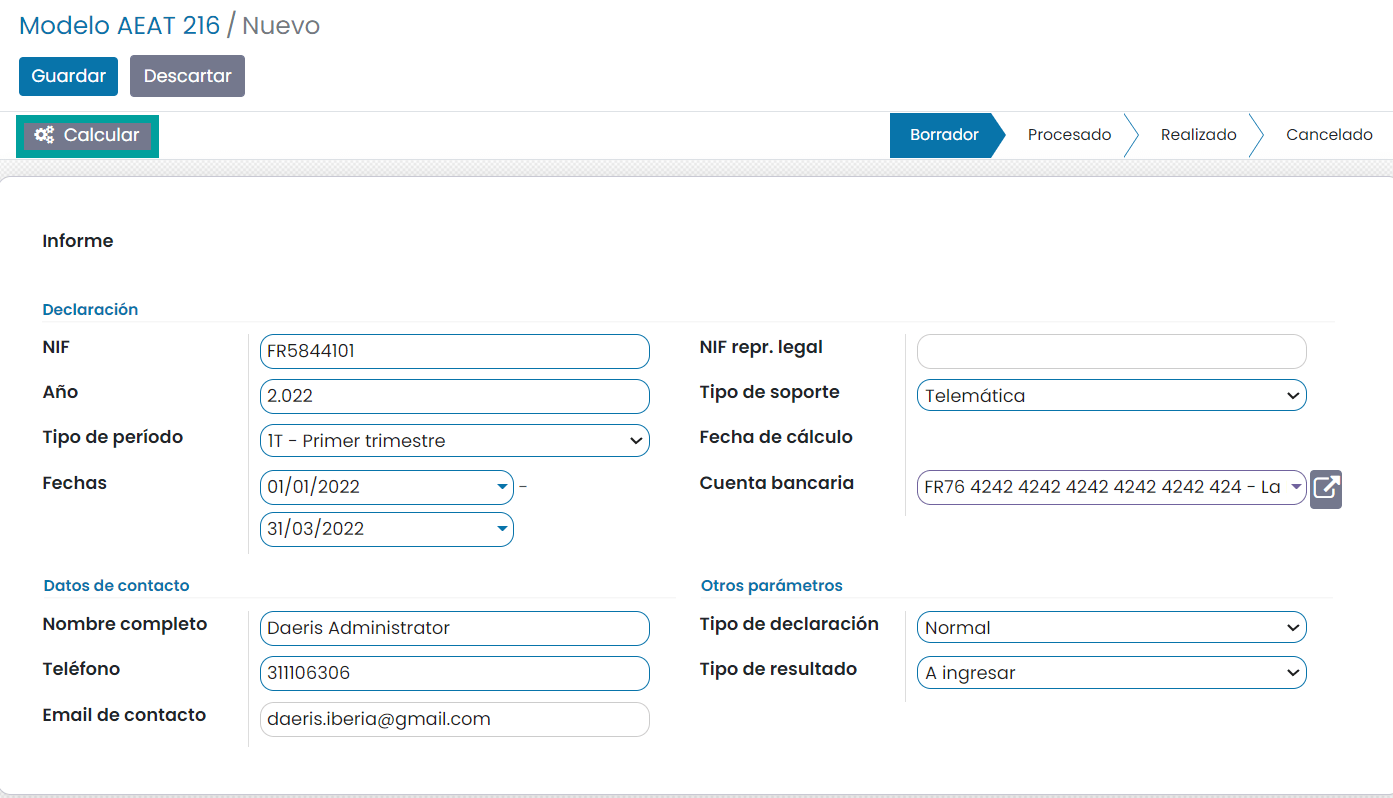 Modelo AEAT 216 / Nuevo
Guardar Descartar
Calcular Borrador Procesado Realizado Cancelado
Informe
Declaración
NIF FR5844101 NIF repr. legal
Año 2.022 Tipo de soporte Telemática
Tipo de período 1T - Primer trimestre Fecha de cálculo
Fechas 01/01/2022 - Cuenta bancaria FR76 4242 4242 4242 4242 4242 424 - La
31/03/2022
Datos de contacto Otros parámetros
Nombre completo Daeris Administrator Tipo de declaración Normal
Teléfono 311106306 Tipo de resultado A ingresar
Email de contacto daeris.iberia@gmail.com